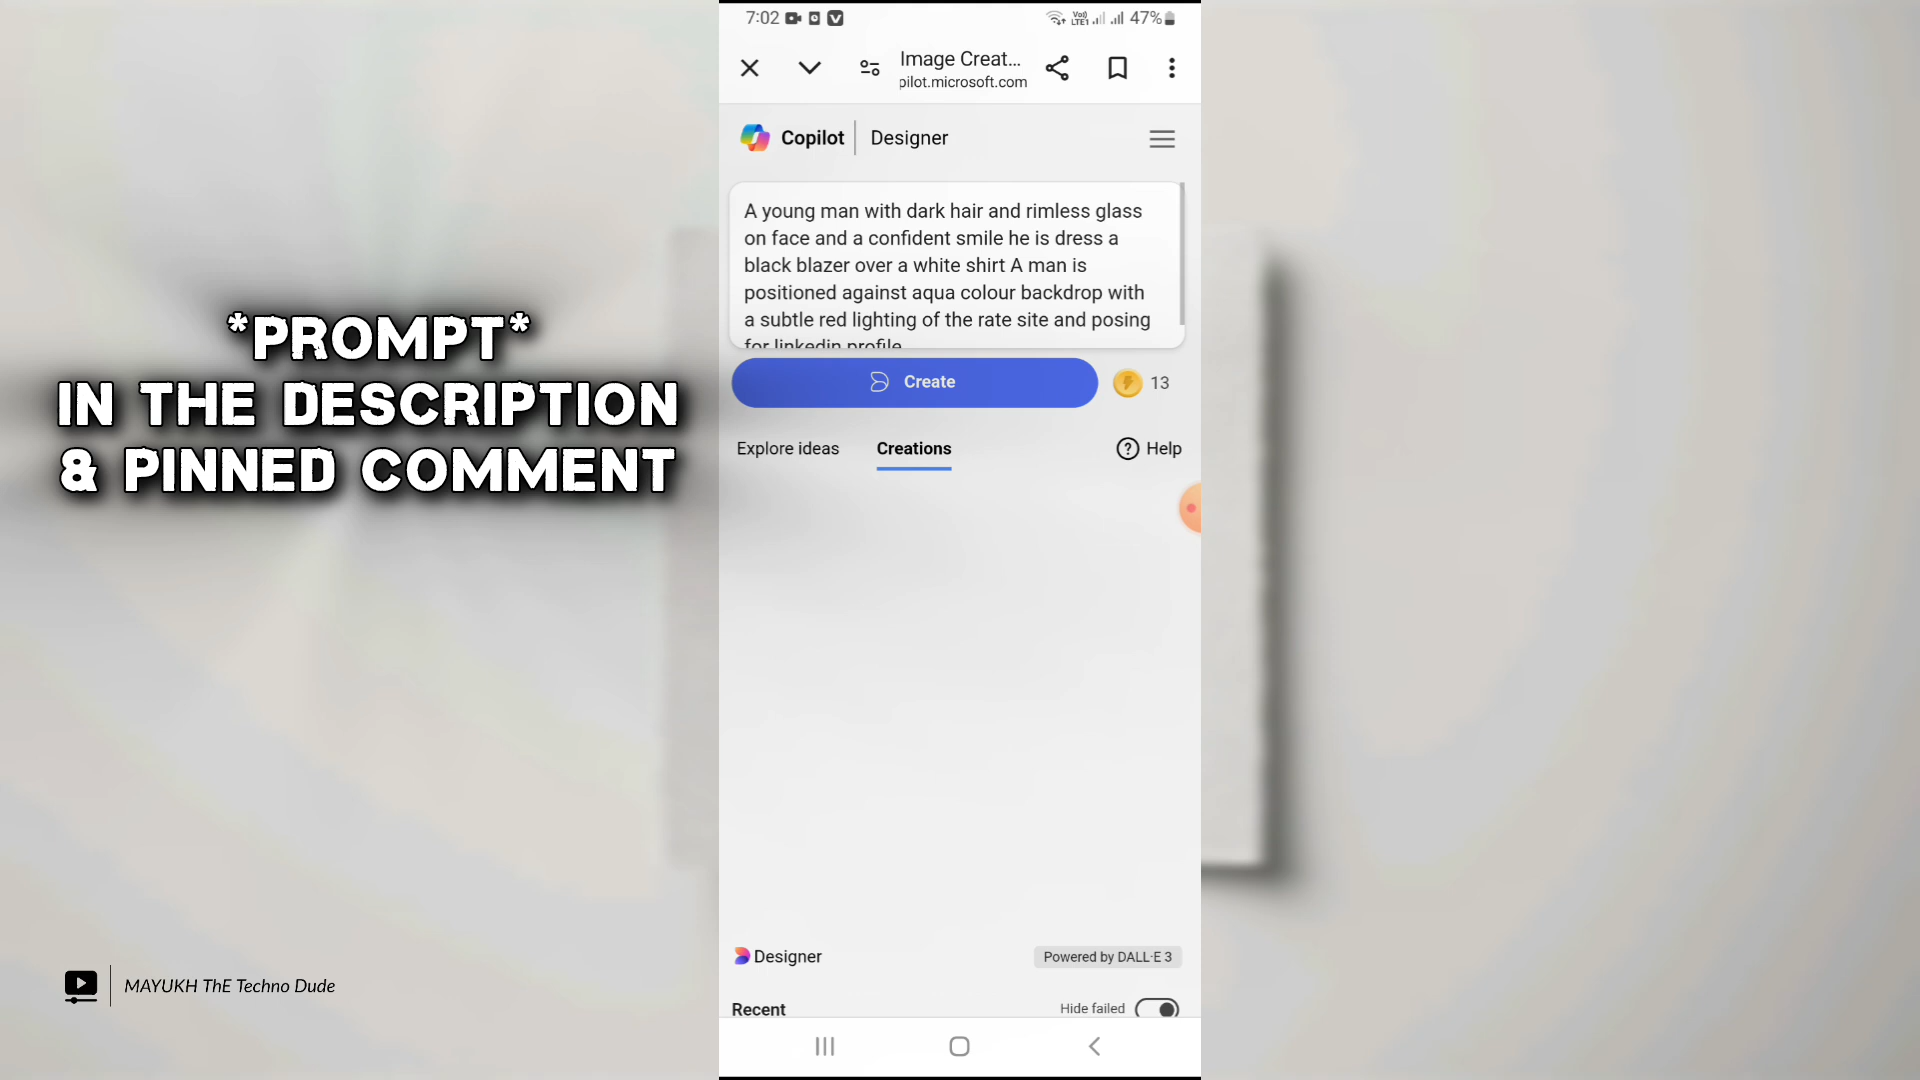 7:02
Vo))
LTE1
47%
Image Creat...
pilot.microsoft.com
Copilot
Designer
A young man with dark hair and rimless glass
on face and a confident smile he is dress a
black blazer over a white shirt A man is
positioned against aqua colour backdrop with
a subtle red lighting of the rate site and posing
for linkedin profile
Create
13
Explore ideas
Creations
Help
*PROMPT*
IN THE DESCRIPTION
& PINNED COMMENT
Designer
Powered by DALL·E 3
Recent
Hide failed
MAYUKH ThE Techno Dude